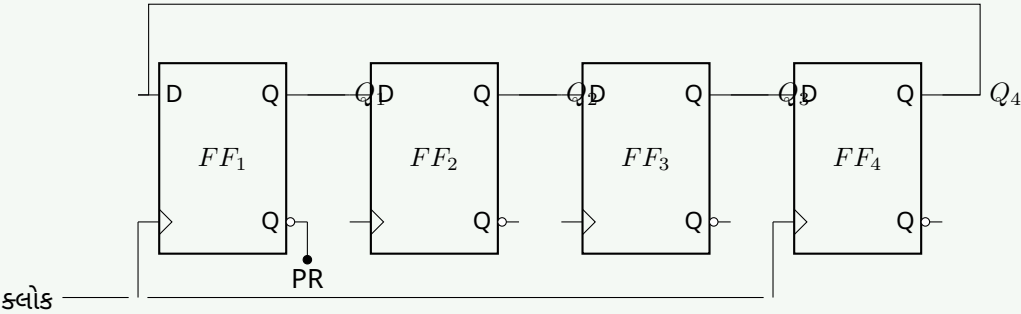 D Q Q1 D Q Q2 D Q Q3 D Q Q4
FF1 FF2 FF3 FF4
Q Q Q Q
PR
ક્લોક